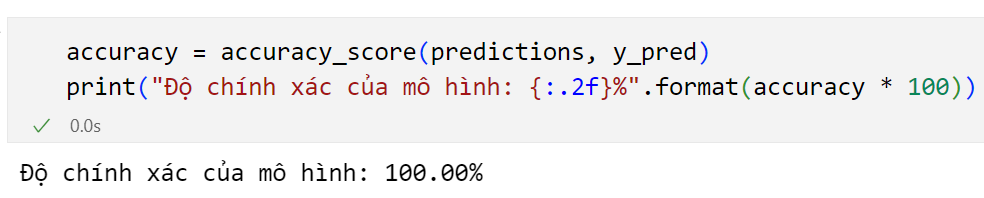 accuracy = accuracy_score(predictions, y_pred)
print("Độ chính xác của mô hình: {:.2f}%".format(accuracy * 100))
0.0s
Độ chính xác của mô hình: 100.00%